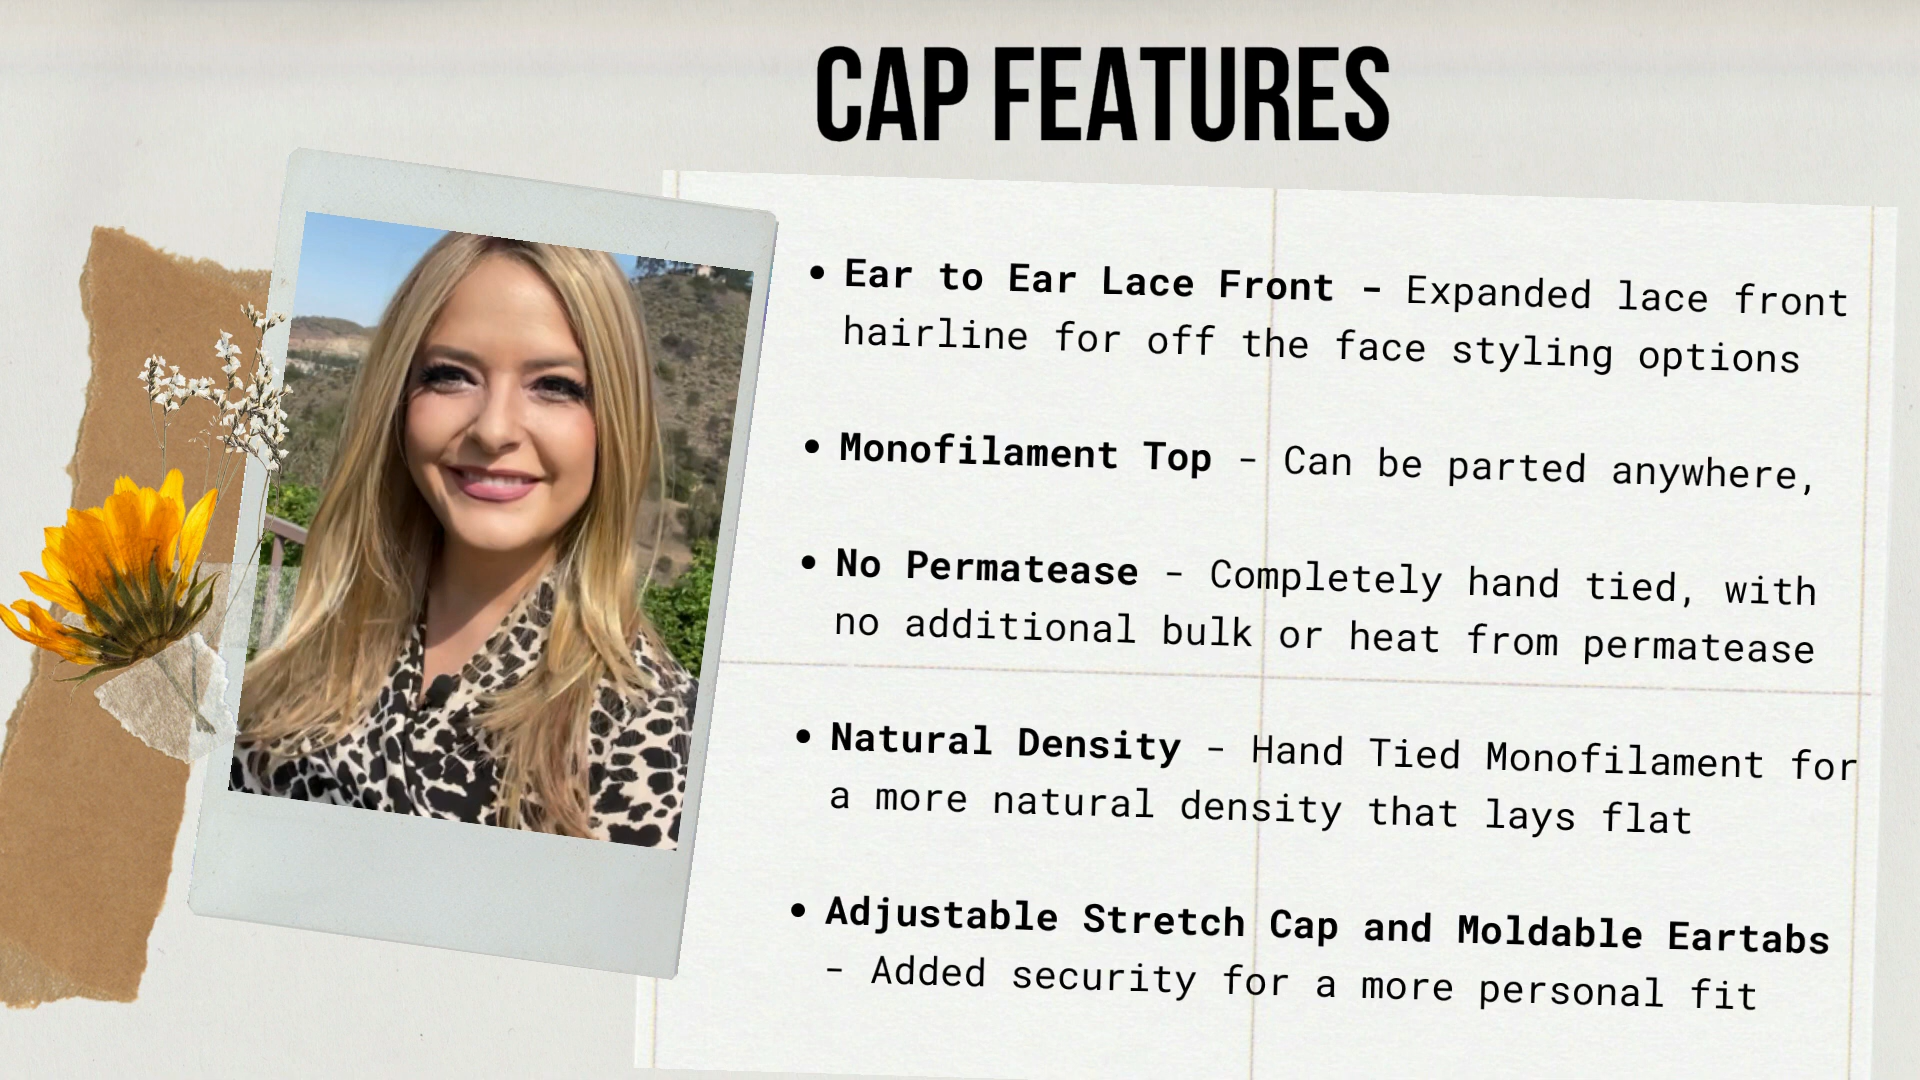 CAP FEATURES
• Ear to Ear Lace Front – Expanded lace front
hairline for off the face styling options
• Monofilament Top - Can be parted anywhere,
• No Permatease - Completely hand tied, with
no additional bulk or heat from permatease
• Natural Density - Hand Tied Monofilament for
a more natural density that lays flat
• Adjustable Stretch Cap and Moldable Eartabs
- Added security for a more personal fit